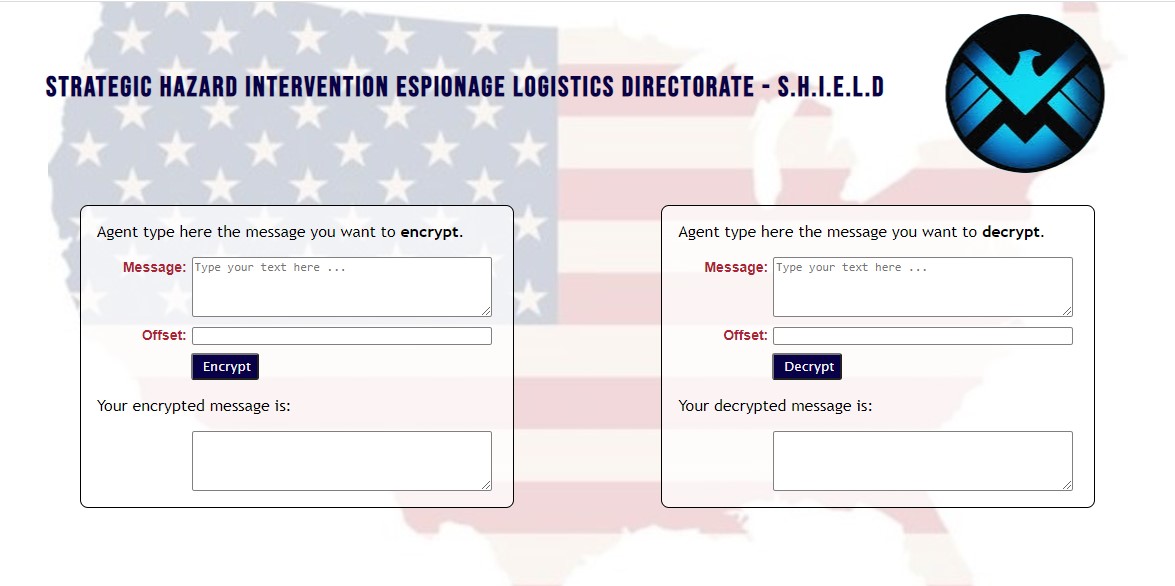 STRATEGIC HAZARD INTERVENTION ESPIONAGE LOGISTICS DIRECTORATE - S.H.I.E.L.D
Agent type here the message you want to encrypt.
Message: Type your text here ...
Offset:
Encrypt
Your encrypted message is:
Agent type here the message you want to decrypt.
Message: Type your text here ...
Offset:
Decrypt
Your decrypted message is: